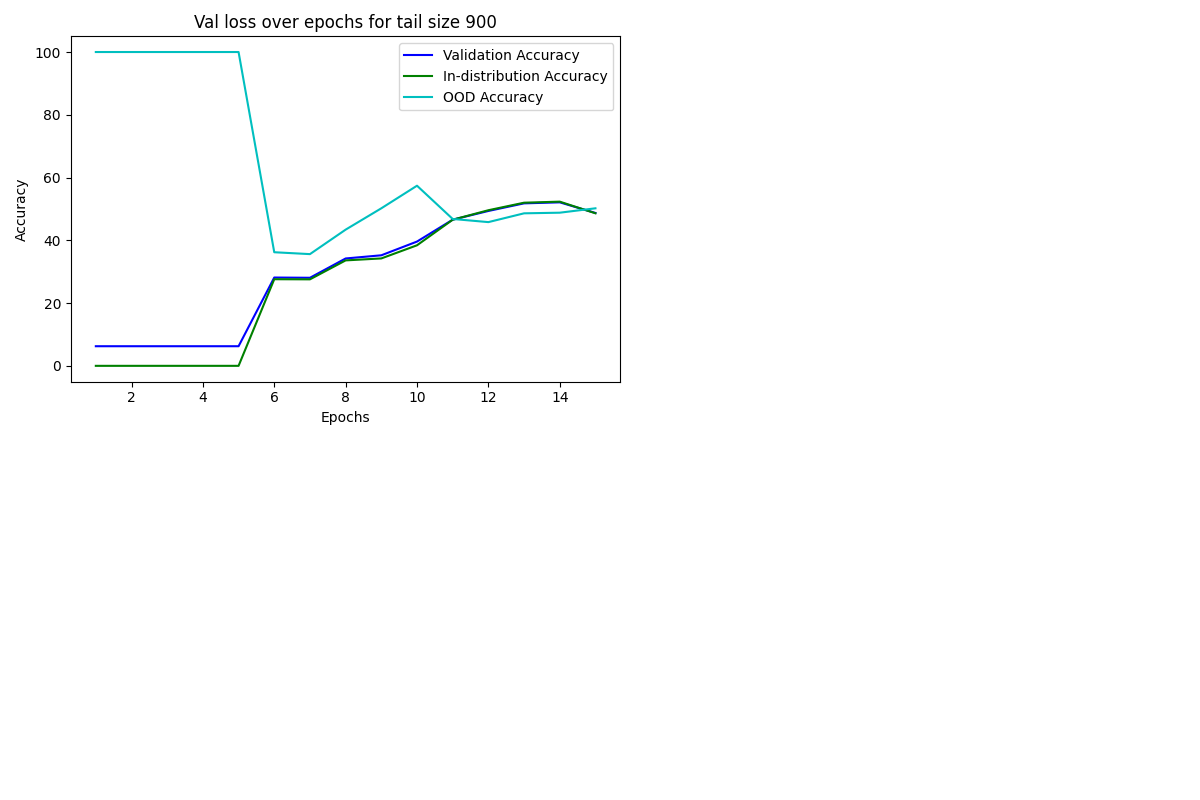 Val loss over epochs for tail size 900
Validation Accuracy
In-distribution Accuracy
OOD Accuracy
100
80
60
40
20
0
Accuracy
2 4 6 8 10 12 14
Epochs